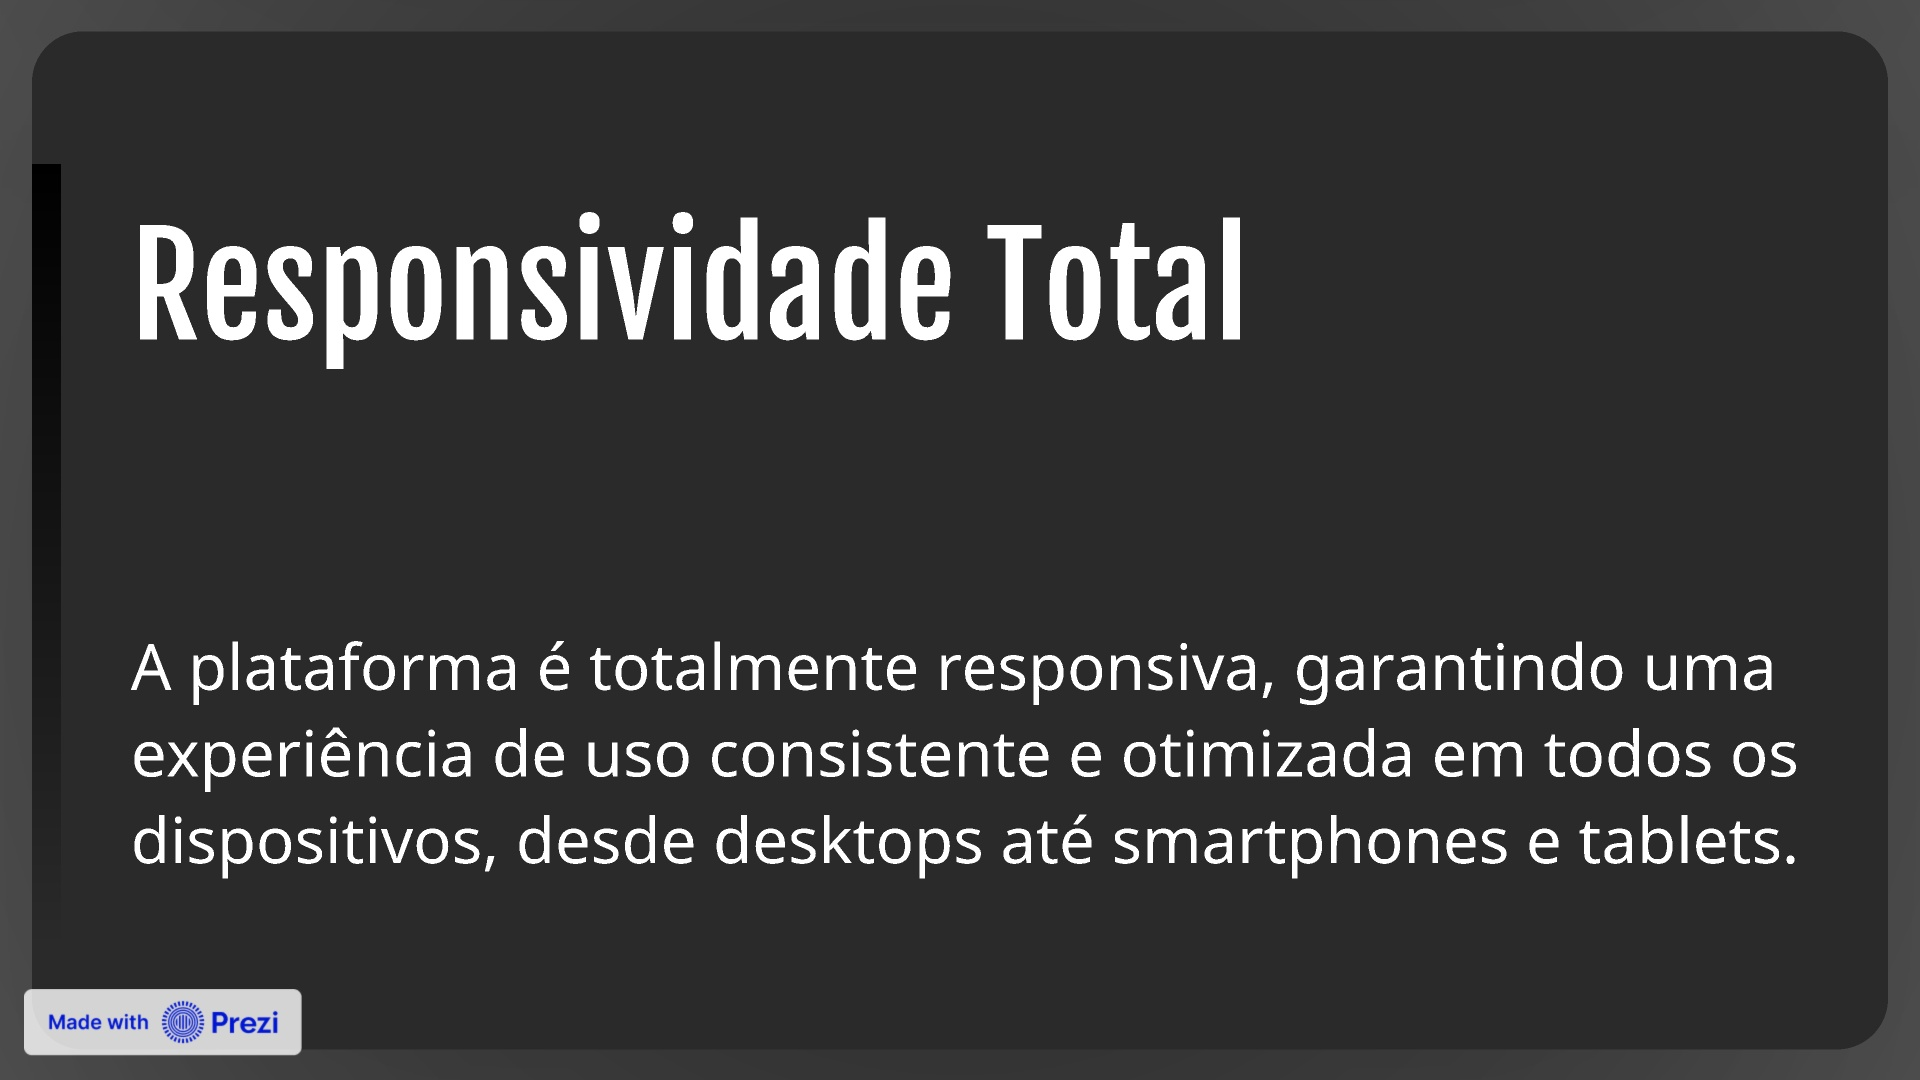 Responsividade Total
A plataforma é totalmente responsiva, garantindo uma
experiência de uso consistente e otimizada em todos os
dispositivos, desde desktops até smartphones e tablets.
Made with Prezi